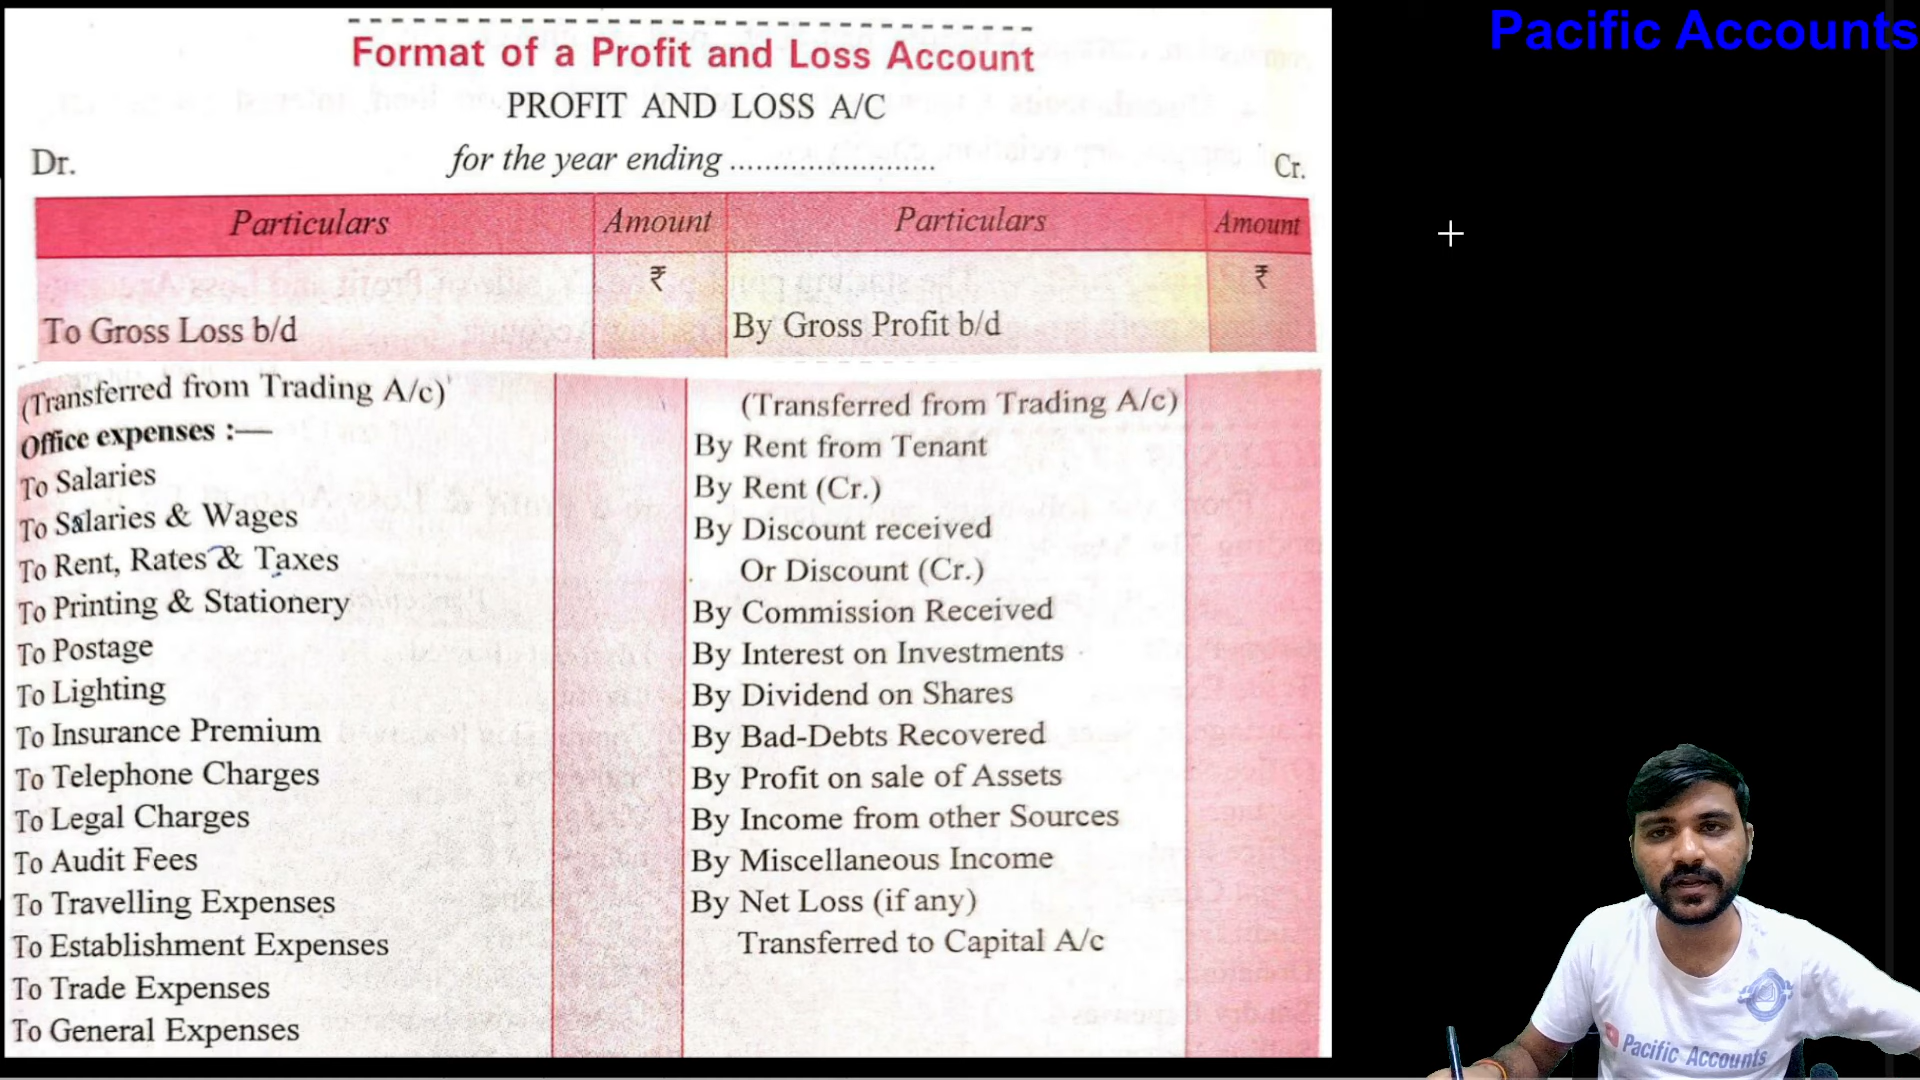 Pacific Accounts
Format of a Profit and Loss Account
PROFIT AND LOSS A/C
Dr. for the year ending ........................ Cr.
Particulars Amount Particulars Amount
₹ ₹
To Gross Loss b/d By Gross Profit b/d
(Transferred from Trading A/c) (Transferred from Trading A/c)
Office expenses :— By Rent from Tenant
To Salaries By Rent (Cr.)
To Salaries & Wages By Discount received
To Rent, Rates & Taxes Or Discount (Cr.)
To Printing & Stationery By Commission Received
To Postage By Interest on Investments
To Lighting By Dividend on Shares
To Insurance Premium By Bad-Debts Recovered
To Telephone Charges By Profit on sale of Assets
To Legal Charges By Income from other Sources
To Audit Fees By Miscellaneous Income
To Travelling Expenses By Net Loss (if any)
To Establishment Expenses Transferred to Capital A/c
To Trade Expenses
To General Expenses
Pacific Accounts